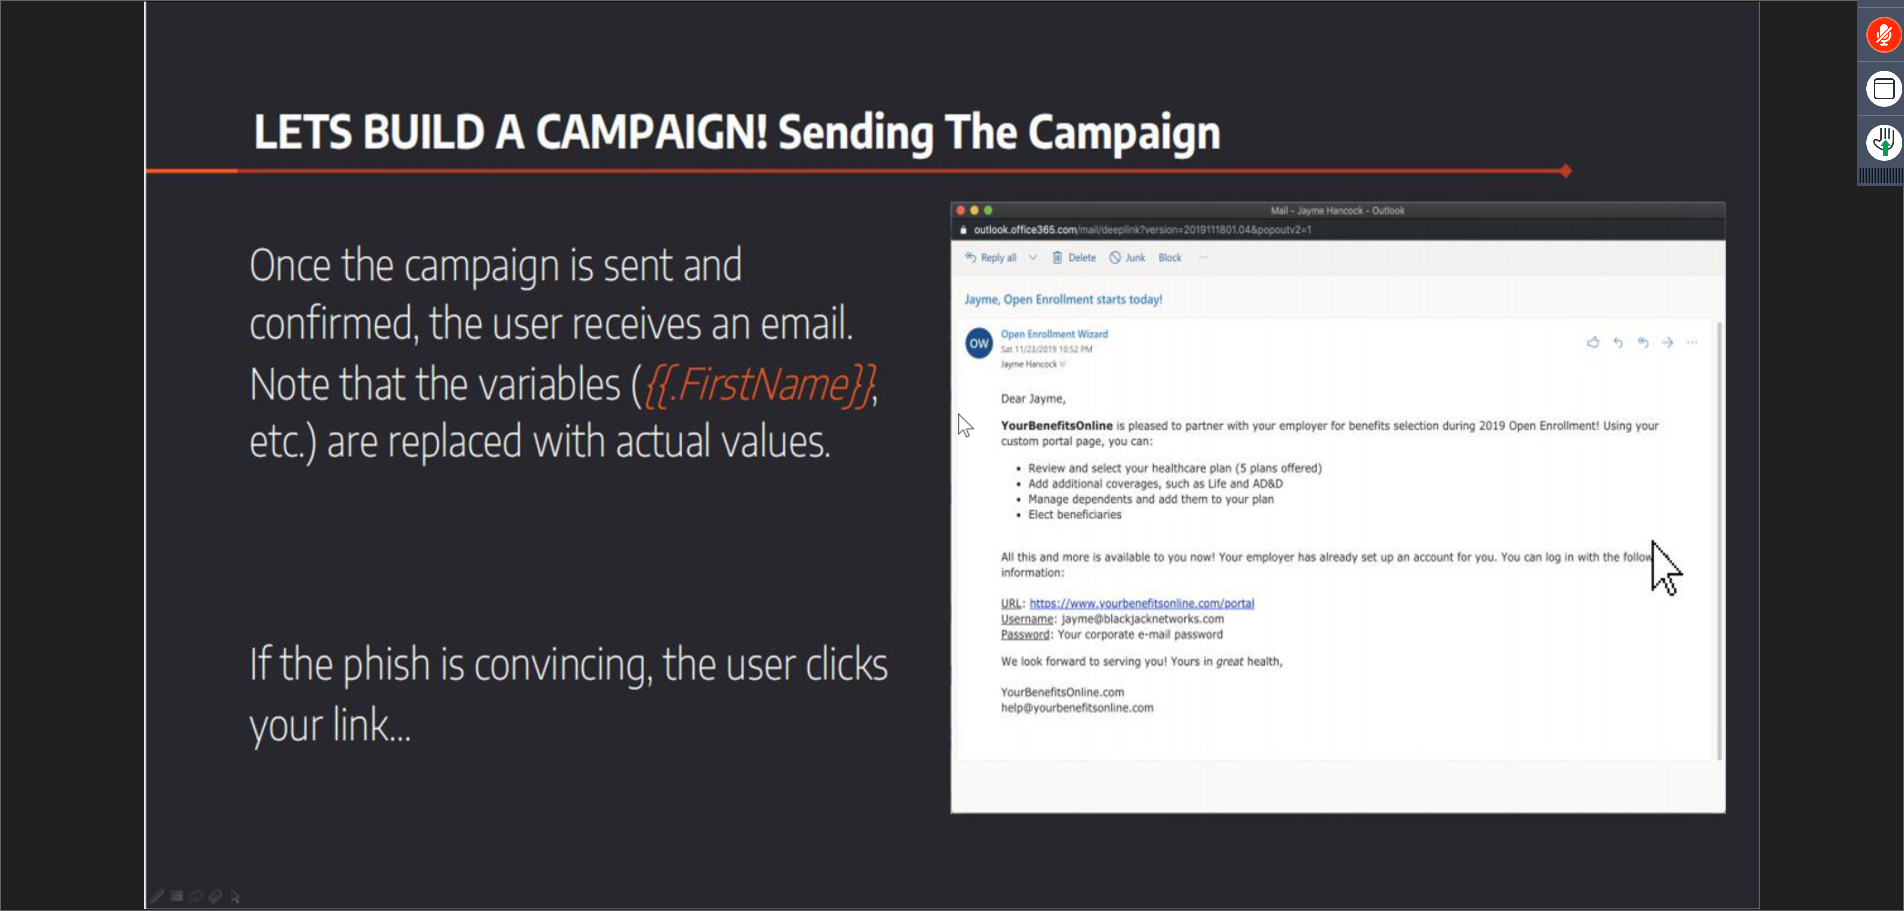 LETS BUILD A CAMPAIGN! Sending The Campaign
Once the campaign is sent and
confirmed, the user receives an email.
Note that the variables ({{.FirstName}},
etc.) are replaced with actual values.
If the phish is convincing, the user clicks
your link...
Mail - Jayme Hancock - Outlook
outlook.office365.com/mail/deeplink?version=2019111801.04&popoutv2=1
Reply all
Delete
Junk
Block
Jayme, Open Enrollment starts today!
OW
Open Enrollment Wizard
Sat 11/23/2019 10:52 PM
Jayme Hancock
Dear Jayme,
YourBenefitsOnline is pleased to partner with your employer for benefits selection during 2019 Open Enrollment! Using your
custom portal page, you can:
• Review and select your healthcare plan (5 plans offered)
• Add additional coverages, such as Life and AD&D
• Manage dependents and add them to your plan
• Elect beneficiaries
All this and more is available to you now! Your employer has already set up an account for you. You can log in with the follow
information:
URL: https://www.yourbenefitsonline.com/portal
Username: jayme@blackjacknetworks.com
Password: Your corporate e-mail password
We look forward to serving you! Yours in great health,
YourBenefitsOnline.com
help@yourbenefitsonline.com